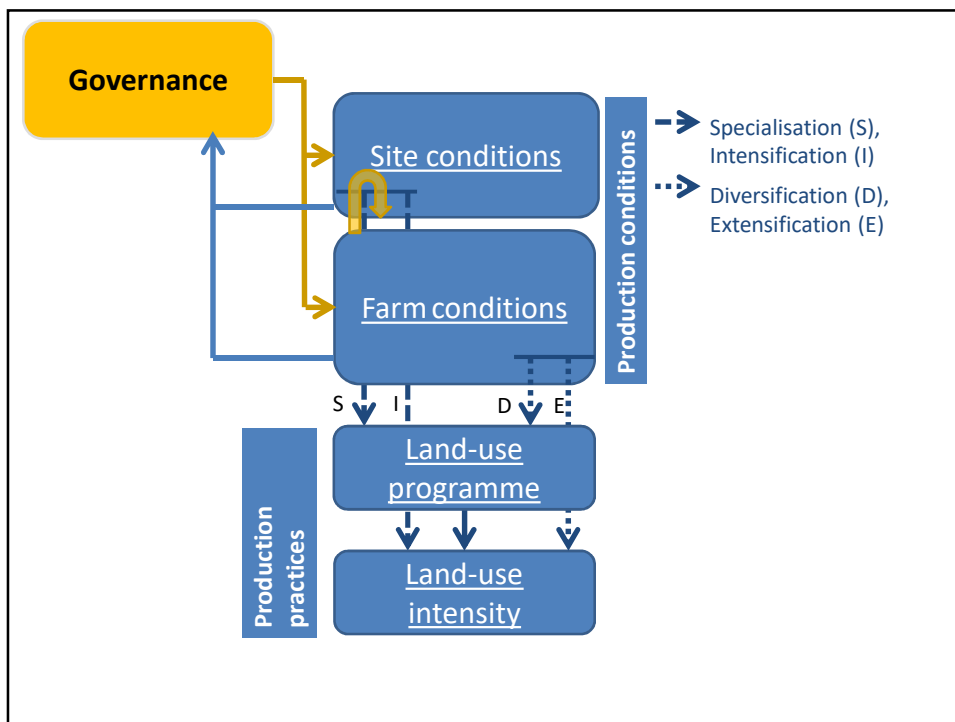 Governance
Site conditions
Farm conditions
Production conditions
Specialisation (S),
Intensification (I)
Diversification (D),
Extensification (E)
S
I
D
E
Production
practices
Land-use
programme
Land-use
intensity